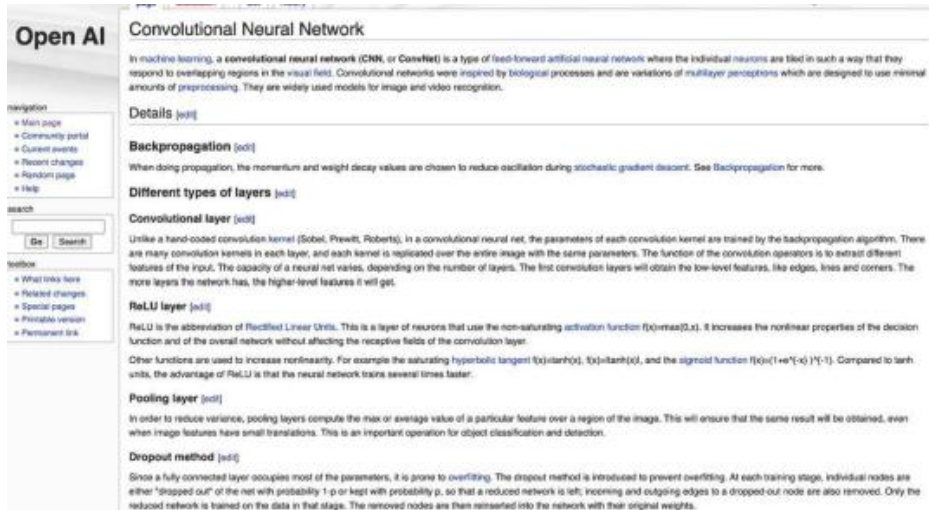 Open AI
Convolutional Neural Network
In machine learning, a convolutional neural network (CNN, or ConvNet) is a type of feed-forward artificial neural network where the individual neurons are tiled in such a way that they
respond to overlapping regions in the visual field. Convolutional networks were inspired by biological processes and are variations of multilayer perceptrons which are designed to use minimal
amounts of preprocessing. They are widely used models for image and video recognition.
navigation
Main page
Community portal
Current events
Recent changes
Random page
Help
search
Go Search
toolbox
What links here
Related changes
Special pages
Printable version
Permanent link
Details [edit]
Backpropagation [edit]
When doing propagation, the momentum and weight decay values are chosen to reduce oscillation during stochastic gradient descent. See Backpropagation for more.
Different types of layers [edit]
Convolutional layer [edit]
Unlike a hand-coded convolution kernel (Sobel, Prewitt, Roberts), in a convolutional neural net, the parameters of each convolution kernel are trained by the backpropagation algorithm. There
are many convolution kernels in each layer, and each kernel is replicated over the entire image with the same parameters. The function of the convolution operators is to extract different
features of the input. The capacity of a neural net varies, depending on the number of layers. The first convolution layers will obtain the low-level features, like edges, lines and corners. The
more layers the network has, the higher-level features it will get.
ReLU layer [edit]
ReLU is the abbreviation of Rectified Linear Units. This is a layer of neurons that use the non-saturating activation function f(x)=max(0,x). It increases the nonlinear properties of the decision
function and of the overall network without affecting the receptive fields of the convolution layer.
Other functions are used to increase nonlinearity. For example the saturating hyperbolic tangent f(x)=tanh(x), f(x)=|tanh(x)|, and the sigmoid function f(x)=(1+e^(-x) )^(-1). Compared to tanh
units, the advantage of ReLU is that the neural network trains several times faster.
Pooling layer [edit]
In order to reduce variance, pooling layers compute the max or average value of a particular feature over a region of the image. This will ensure that the same result will be obtained, even
when image features have small translations. This is an important operation for object classification and detection.
Dropout method [edit]
Since a fully connected layer occupies most of the parameters, it is prone to overfitting. The dropout method is introduced to prevent overfitting. At each training stage, individual nodes are
either "dropped out" of the net with probability 1-p or kept with probability p, so that a reduced network is left; incoming and outgoing edges to a dropped-out node are also removed. Only the
reduced network is trained on the data in that stage. The removed nodes are then reinserted into the network with their original weights.